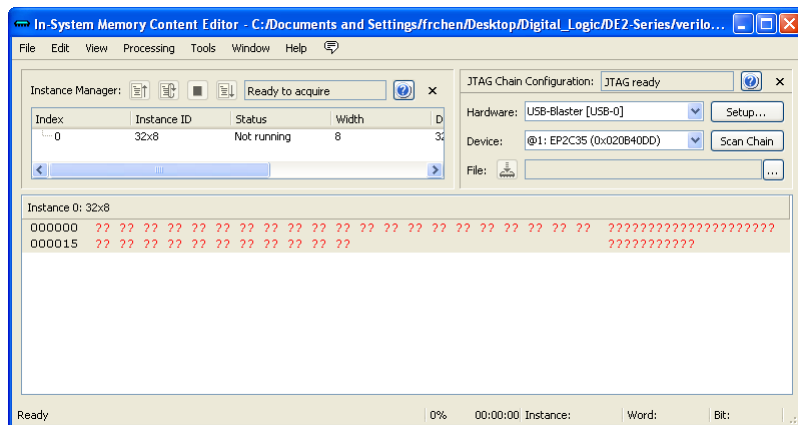 In-System Memory Content Editor - C:/Documents and Settings/frchen/Desktop/Digital_Logic/DE2-Series/verilo...
File Edit View Processing Tools Window Help
Instance Manager: Ready to acquire
Index Instance ID Status Width D
0 32x8 Not running 8 32
JTAG Chain Configuration: JTAG ready
Hardware: USB-Blaster [USB-0] Setup...
Device: @1: EP2C35 (0x020B40DD) Scan Chain
File: ...
Instance 0: 32x8
000000 ?? ?? ?? ?? ?? ?? ?? ?? ?? ?? ?? ?? ?? ?? ?? ?? ?? ?? ?? ?? ?? ?????????????????????
000015 ?? ?? ?? ?? ?? ?? ?? ?? ?? ?? ?? ???????????
Ready 0% 00:00:00 Instance: Word: Bit: